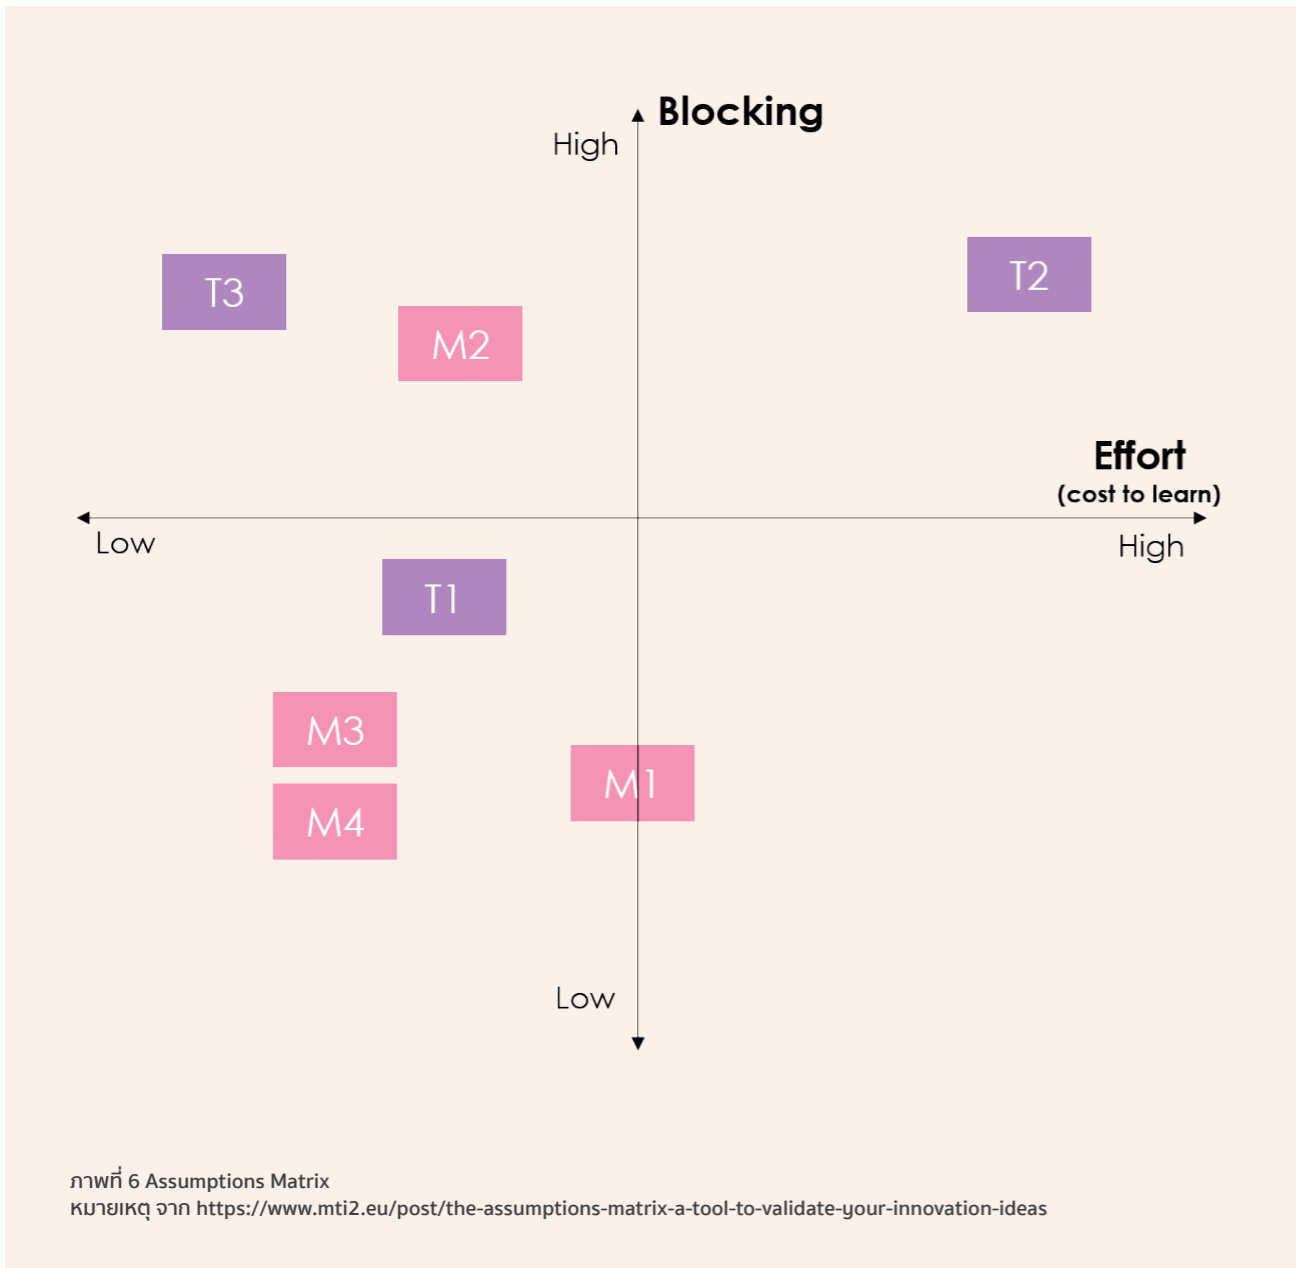 Blocking
High
T3
T2
M2
Effort
(cost to learn)
Low
High
T1
M3
M1
M4
Low
ภาพที่ 6 Assumptions Matrix
หมายเหตุ จาก https://www.mti2.eu/post/the-assumptions-matrix-a-tool-to-validate-your-innovation-ideas